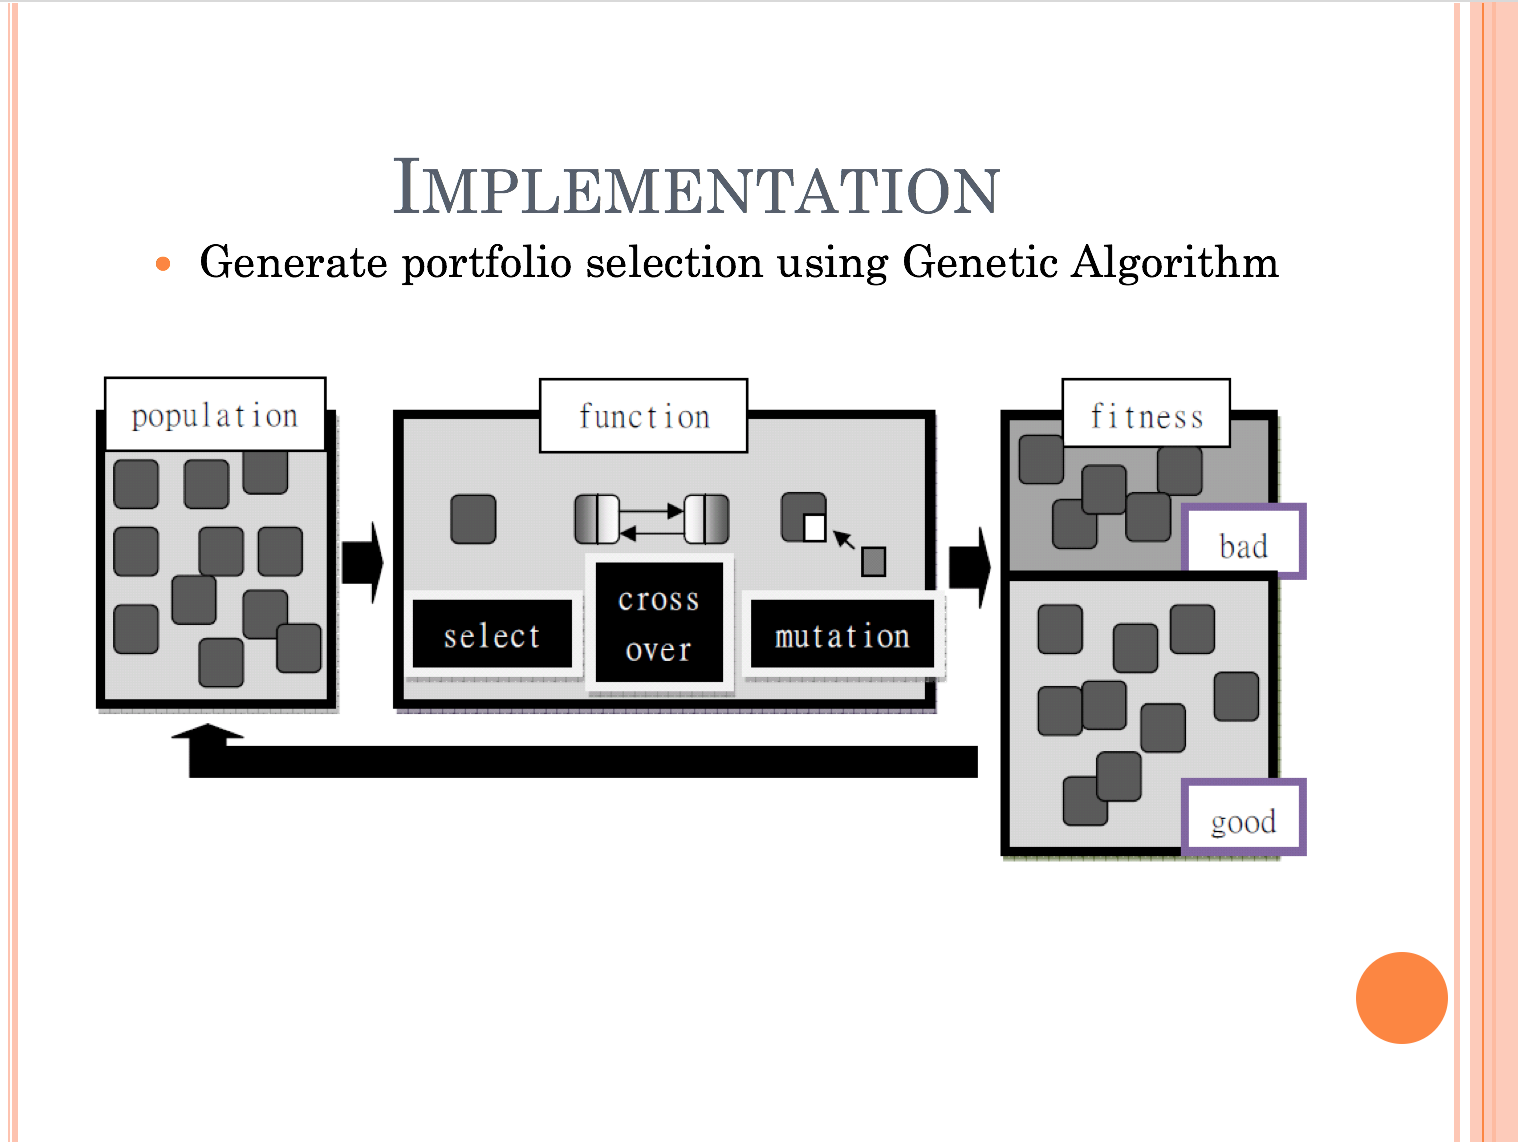 IMPLEMENTATION
Generate portfolio selection using Genetic Algorithm
population
function
select
cross
over
mutation
fitness
bad
good